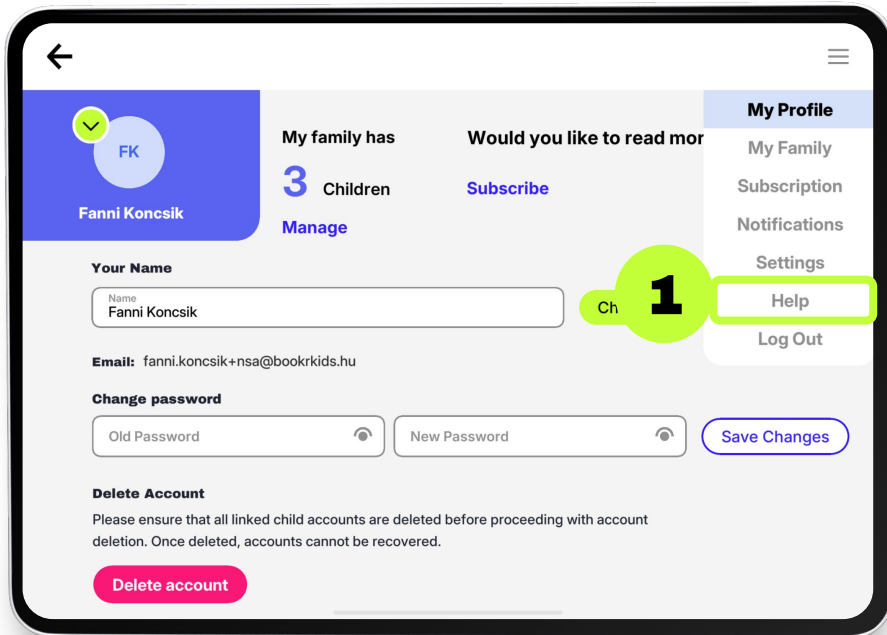 My Profile
My Family
Subscription
Notifications
Settings
Help
Log Out
FK
Fanni Koncsik
My family has
3 Children
Manage
Would you like to read mor
Subscribe
Your Name
Name
Fanni Koncsik
Ch
1
Email: fanni.koncsik+nsa@bookrkids.hu
Change password
Old Password
New Password
Save Changes
Delete Account
Please ensure that all linked child accounts are deleted before proceeding with account
deletion. Once deleted, accounts cannot be recovered.
Delete account